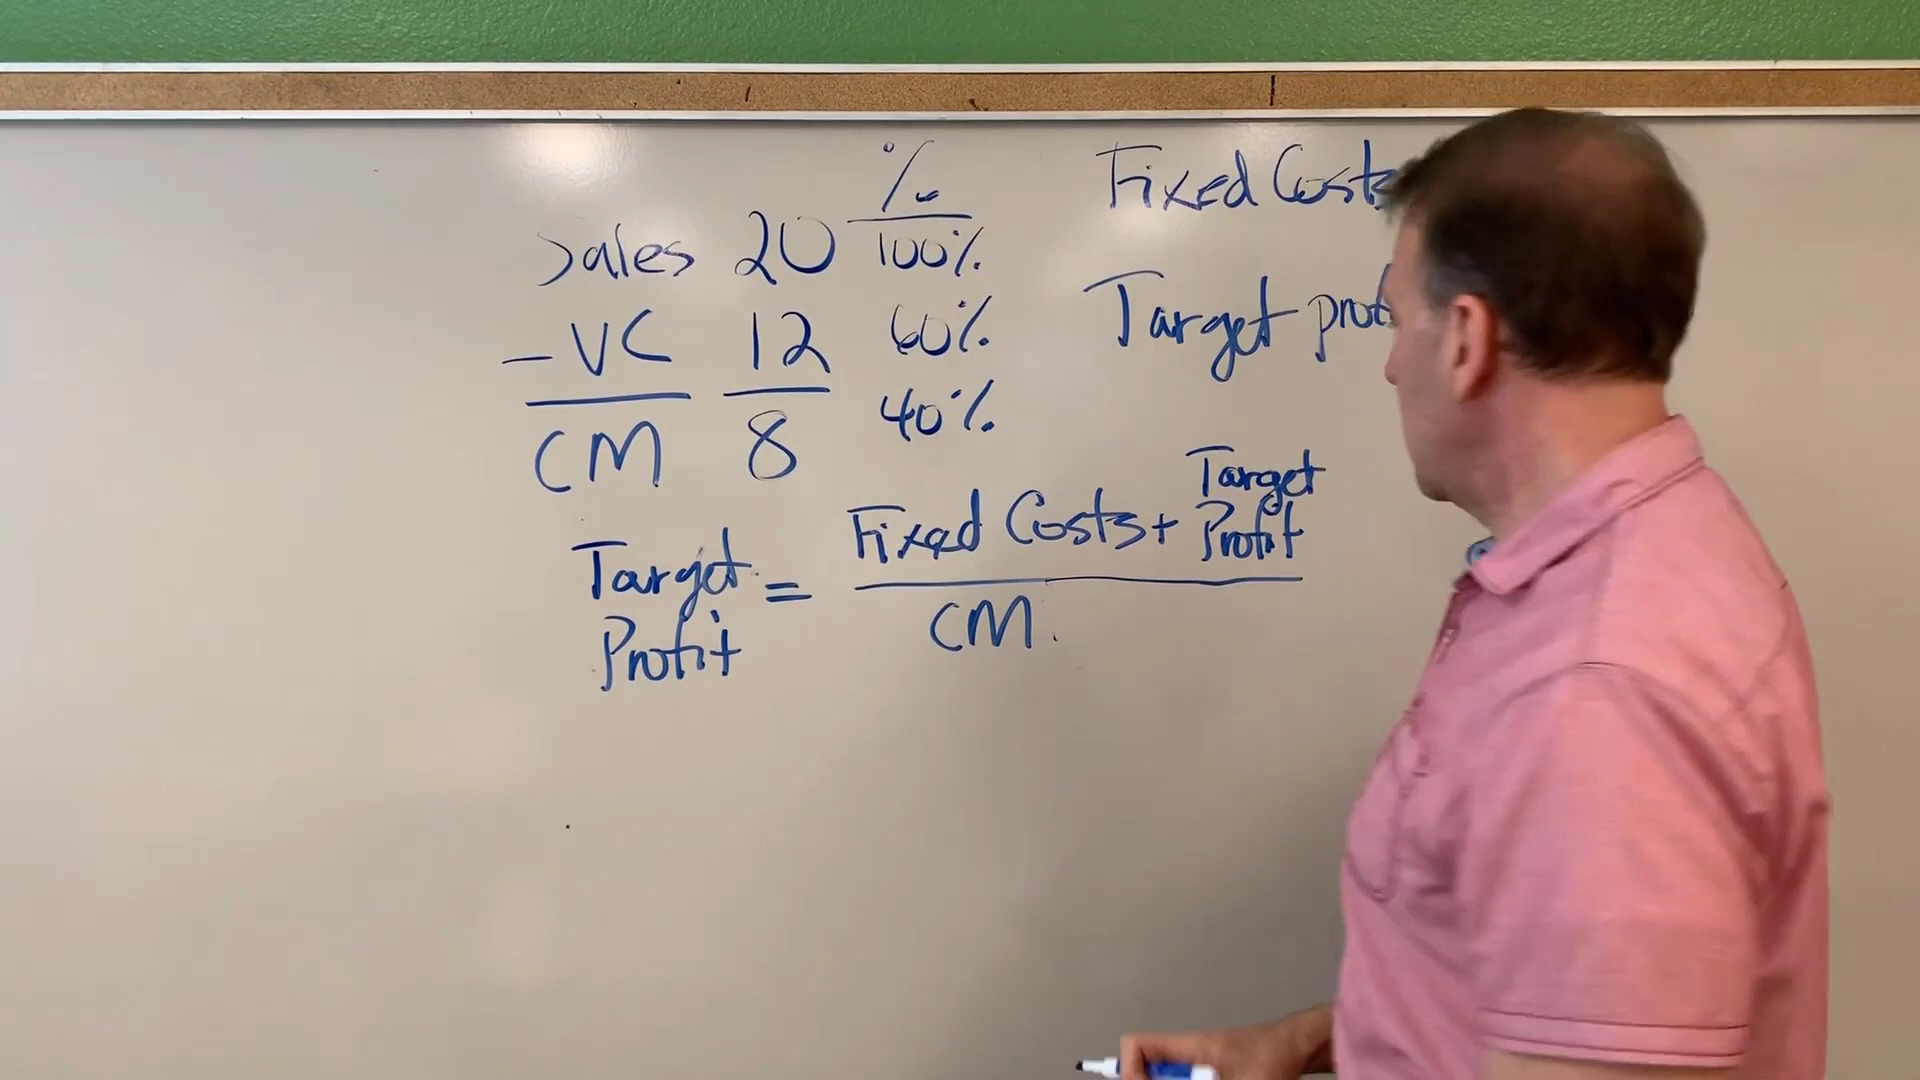 %
Sales 20 100%
- VC 12 60%
CM 8 40%
Fixed Costs
Target
Target Profit = Fixed Costs + Target Profit
CM